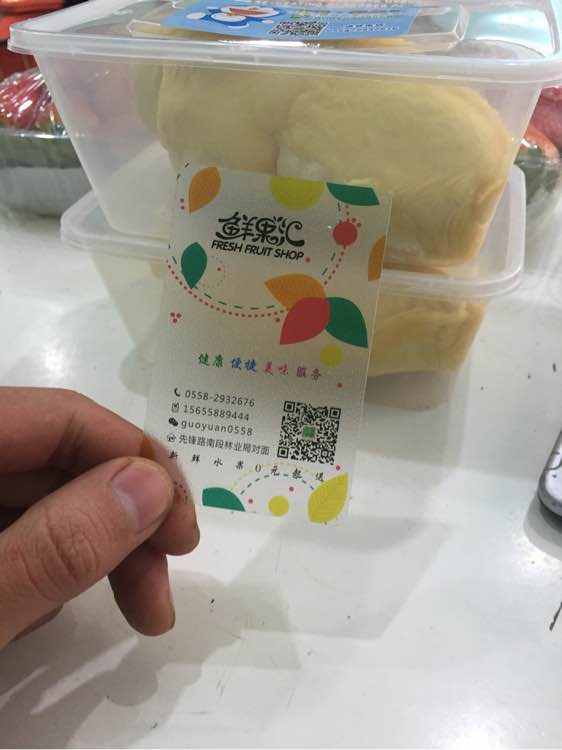 鲜果汇
FRESH FRUIT SHOP
健康 便捷 美味 服务
0558-2932676
15655889444
guoyuan0558
先锋路南段林业局对面
新鲜水果0元起送